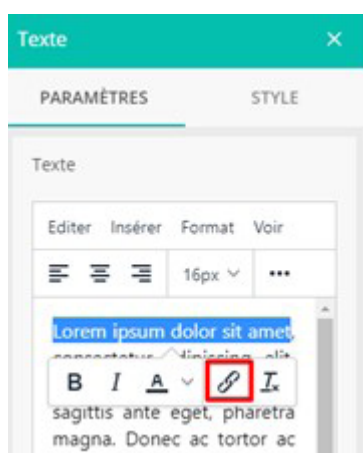 Texte
PARAMÈTRES STYLE
Texte
Editer Insérer Format Voir
16px
Lorem ipsum dolor sit amet,
B I A
sagittis ante eget, pharetra
magna. Donec ac tortor ac